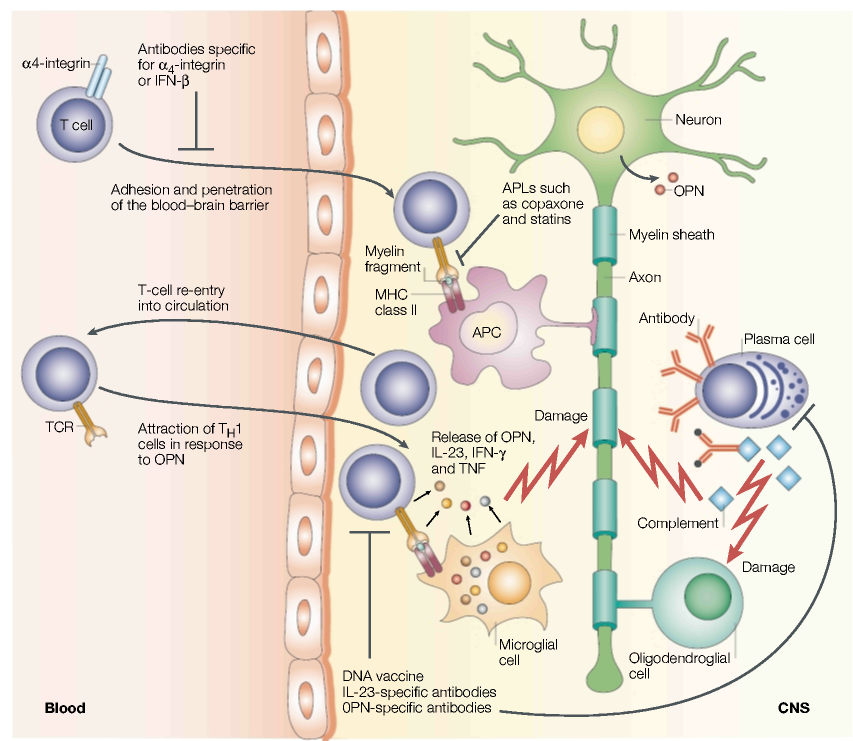 α4-integrin
T cell
Antibodies specific
for α4-integrin
or IFN-β
Adhesion and penetration
of the blood–brain barrier
Neuron
OPN
APLs such
as copaxone
and statins
Myelin
fragment
MHC
class II
APC
Myelin sheath
Axon
Antibody
Plasma cell
T-cell re-entry
into circulation
TCR
Attraction of TH1
cells in response
to OPN
Damage
Release of OPN,
IL-23, IFN-γ
and TNF
Complement
Damage
Microglial
cell
Oligodendroglial
cell
DNA vaccine
IL-23-specific antibodies
0PN-specific antibodies
Blood
CNS